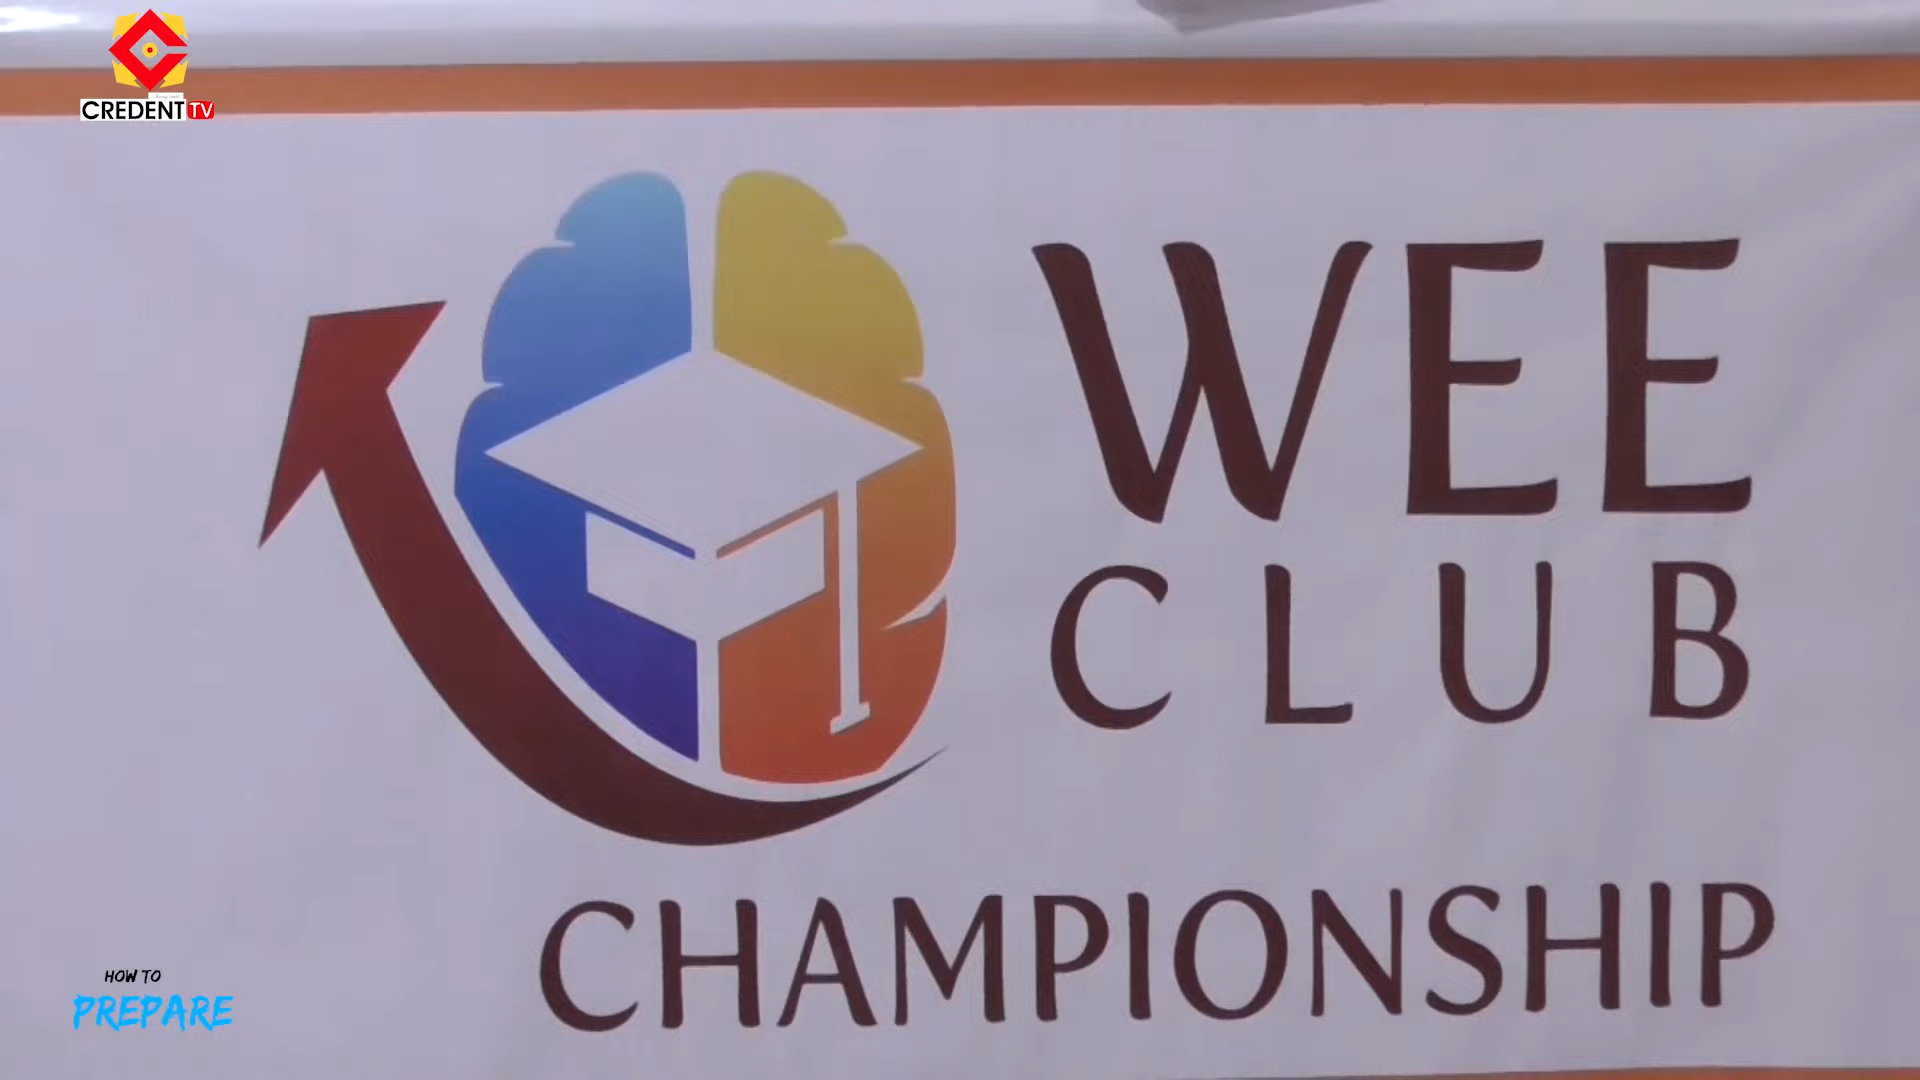 CREDENT TV
WEE
CLUB
CHAMPIONSHIP
HOW TO
PREPARE